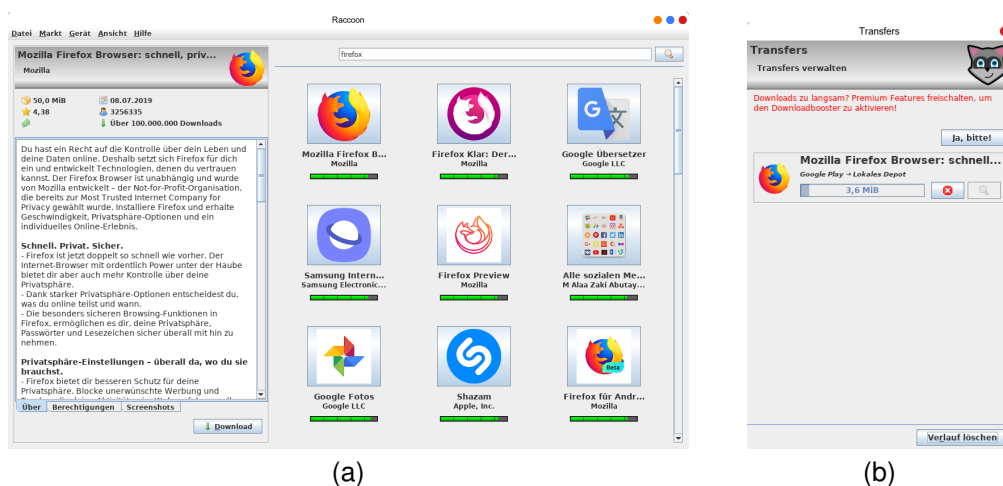 Raccoon
Datei Markt Gerät Ansicht Hilfe
Mozilla Firefox Browser: schnell, priv...
Mozilla
50,0 MiB 08.07.2019
4,38 3256335
Über 100.000.000 Downloads
Du hast ein Recht auf die Kontrolle über dein Leben und
deine Daten online. Deshalb setzt sich Firefox für dich
ein und entwickelt Technologien, denen du vertrauen
kannst. Der Firefox Browser ist unabhängig und wurde
von Mozilla entwickelt – der Not-for-Profit-Organisation,
die bereits zur Most Trusted Internet Company for
Privacy gewählt wurde. Installiere Firefox und erhalte
Geschwindigkeit, Privatsphäre-Optionen und ein
individuelles Online-Erlebnis.
Schnell. Privat. Sicher.
- Firefox ist jetzt doppelt so schnell wie vorher. Der
Internet-Browser mit ordentlich Power unter der Haube
bietet dir aber auch mehr Kontrolle über deine
Privatsphäre.
- Dank starker Privatsphäre-Optionen entscheidest du,
was du online teilst und wann.
- Die besonders sicheren Browsing-Funktionen in
Firefox, ermöglichen es dir, deine Privatsphäre,
Passwörter und Lesezeichen sicher überall mit hin zu
nehmen.
Privatsphäre-Einstellungen – überall da, wo du sie
brauchst.
- Firefox bietet dir besseren Schutz für deine
Privatsphäre. Blocke unerwünschte Werbung und
Über Berechtigungen Screenshots
Download
firefox
Mozilla Firefox B... Firefox Klar: Der... Google Übersetzer
Mozilla Mozilla Google LLC
Samsung Intern... Firefox Preview Alle sozialen Me...
Samsung Electronic... Mozilla M Alaa Zaki Abutay...
Beta
Google Fotos Shazam Firefox für Andr...
Google LLC Apple, Inc. Mozilla
(a)
Transfers
Transfers
Transfers verwalten
Downloads zu langsam? Premium Features freischalten, um
den Downloadbooster zu aktivieren!
Ja, bitte!
Mozilla Firefox Browser: schnell...
Google Play → Lokales Depot
3,6 MiB
Verlauf löschen
(b)